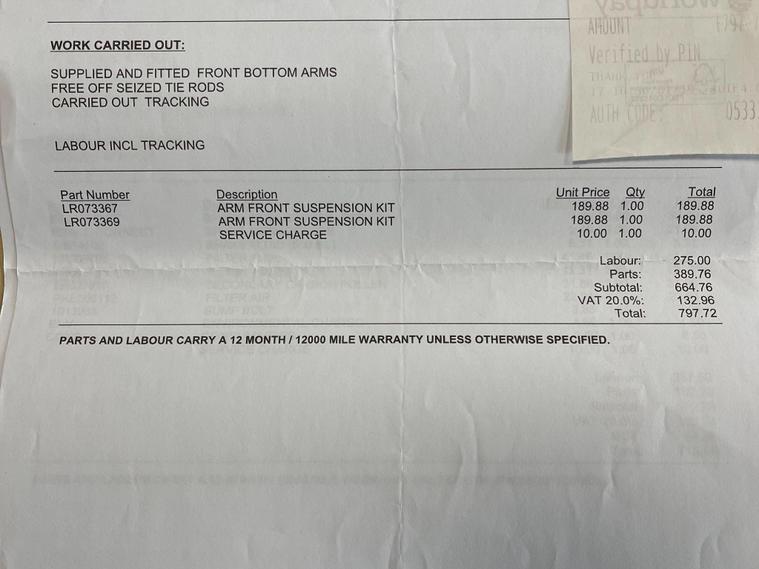 worldpay
AMOUNT
Verified by PIN
AUTH CODE: 0533
WORK CARRIED OUT:
SUPPLIED AND FITTED FRONT BOTTOM ARMS
FREE OFF SEIZED TIE RODS
CARRIED OUT TRACKING
LABOUR INCL TRACKING
Part Number Description Unit Price Qty Total
LR073367 ARM FRONT SUSPENSION KIT 189.88 1.00 189.88
LR073369 ARM FRONT SUSPENSION KIT 189.88 1.00 189.88
SERVICE CHARGE 10.00 1.00 10.00
Labour: 275.00
Parts: 389.76
Subtotal: 664.76
VAT 20.0%: 132.96
Total: 797.72
PARTS AND LABOUR CARRY A 12 MONTH / 12000 MILE WARRANTY UNLESS OTHERWISE SPECIFIED.